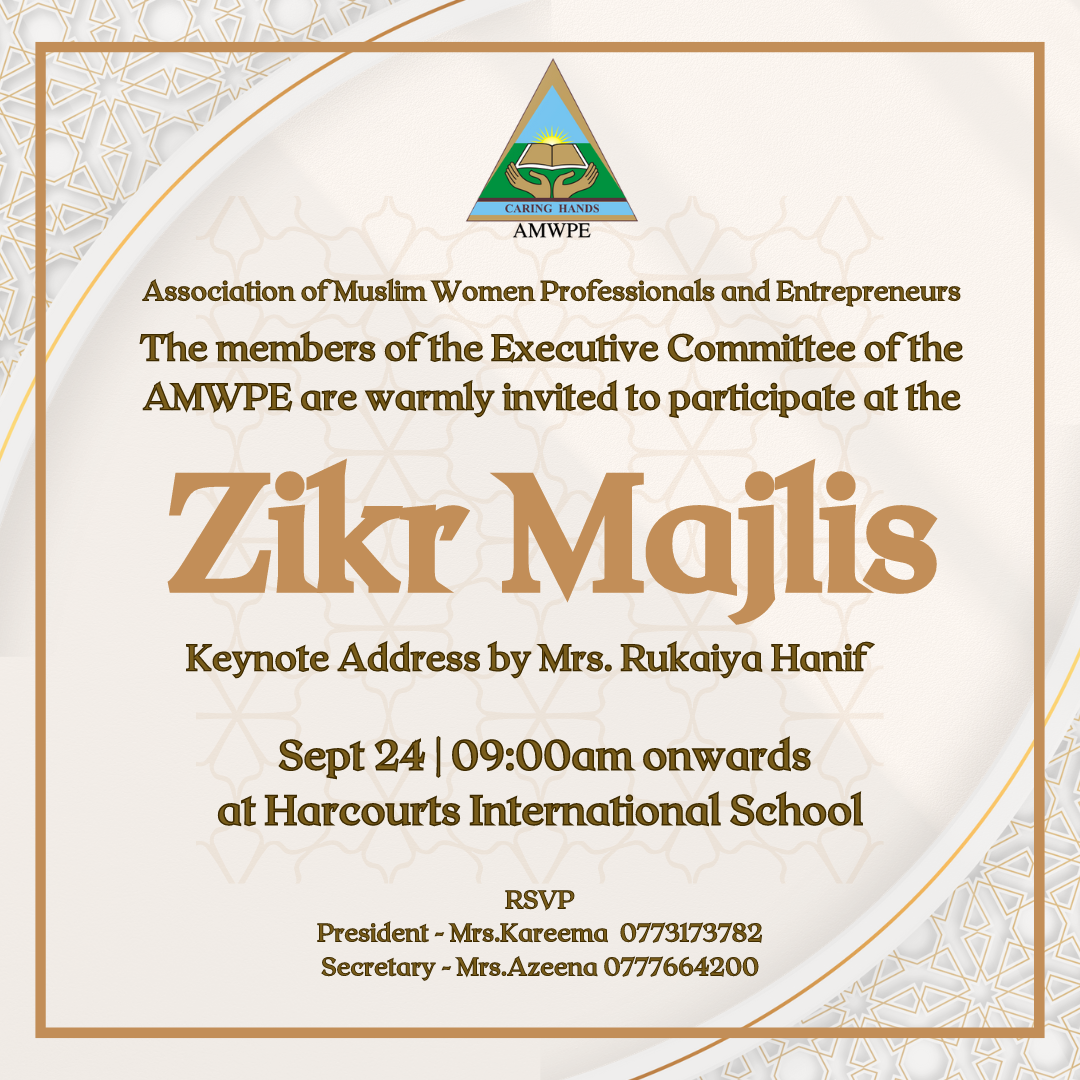 CARING HANDS
AMWPE
Association of Muslim Women Professionals and Entrepreneurs
The members of the Executive Committee of the
AMWPE are warmly invited to participate at the
Zikr Majlis
Keynote Address by Mrs. Rukaiya Hanif
Sept 24 | 09:00am onwards
at Harcourts International School
RSVP
President - Mrs.Kareema 0773173782
Secretary - Mrs.Azeena 0777664200